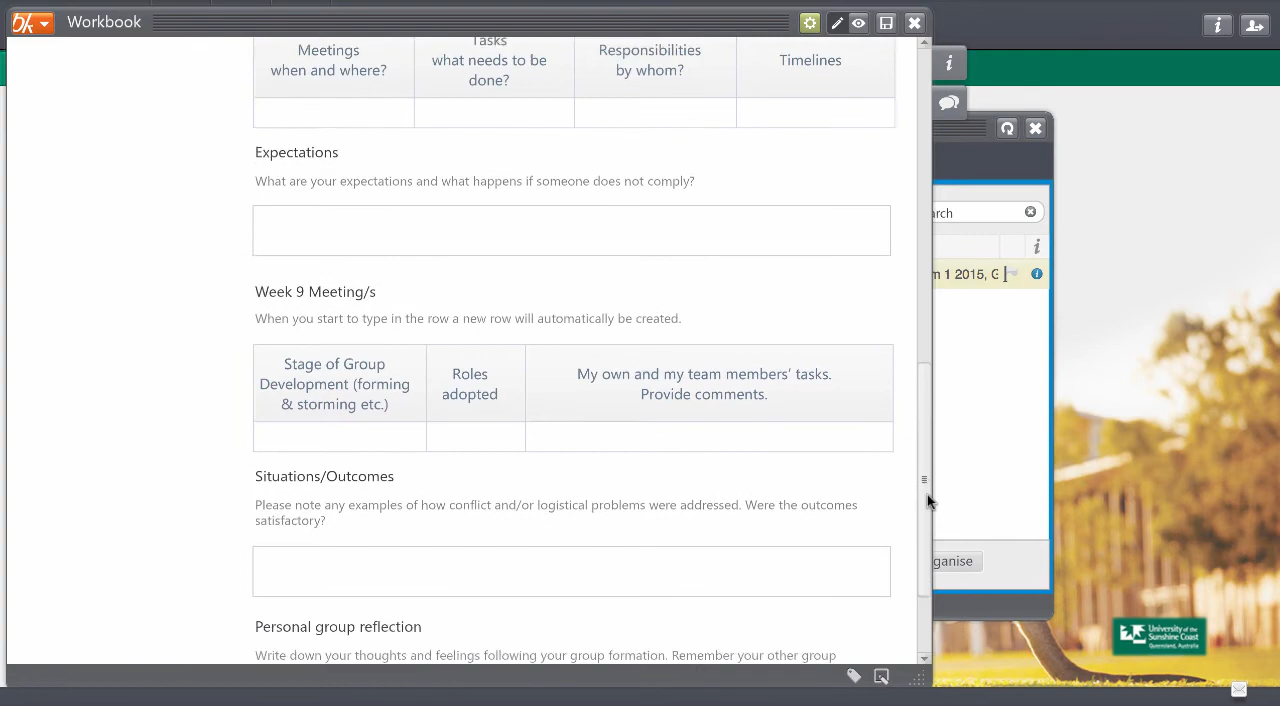 Workbook
Meetings
when and where?
Tasks
what needs to be
done?
Responsibilities
by whom?
Timelines
Expectations
What are your expectations and what happens if someone does not comply?
Week 9 Meeting/s
When you start to type in the row a new row will automatically be created.
Stage of Group
Development (forming
& storming etc.)
Roles
adopted
My own and my team members' tasks.
Provide comments.
Situations/Outcomes
Please note any examples of how conflict and/or logistical problems were addressed. Were the outcomes
satisfactory?
Personal group reflection
Write down your thoughts and feelings following your group formation. Remember your other group
arch
m 1 2015, G
ganise
University of the
Sunshine Coast
Queensland, Australia